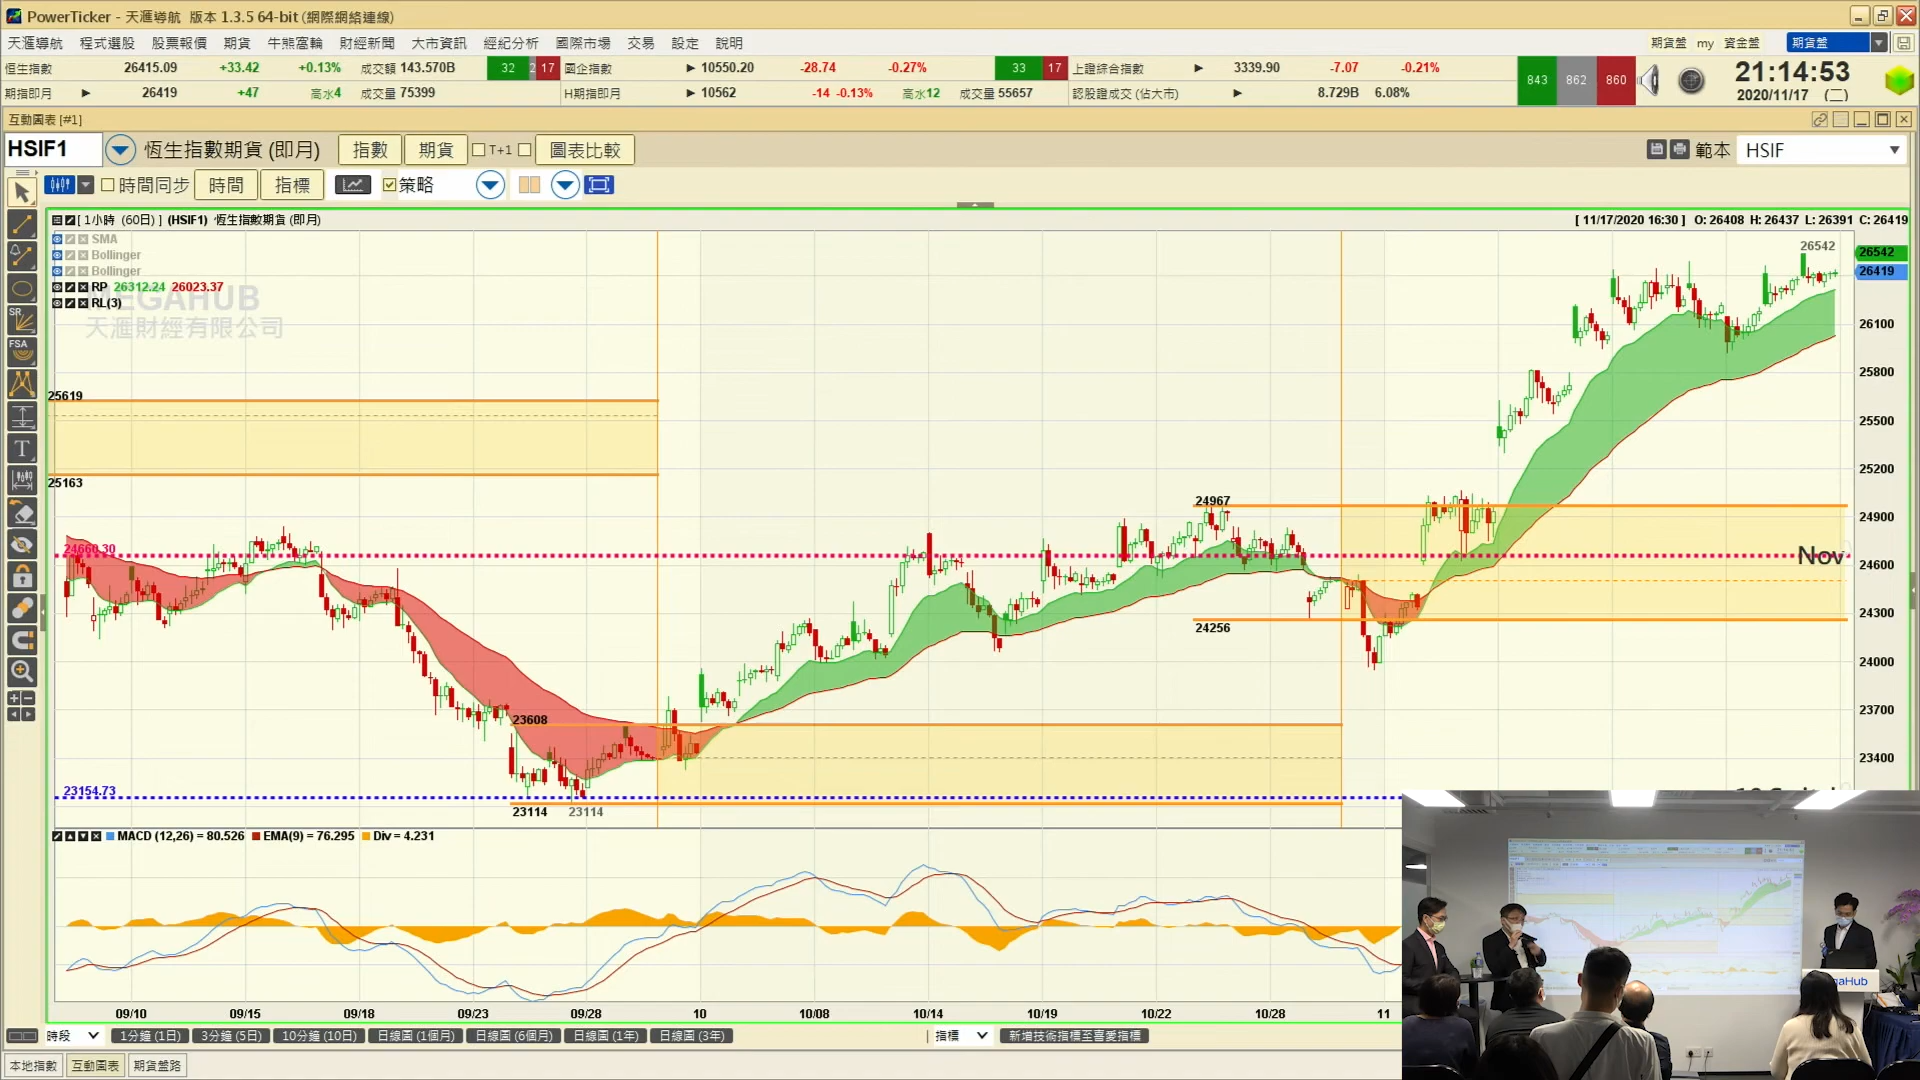 PowerTicker - 天滙導航 版本 1.3.5 64-bit (網際網絡連線)
天滙導航 程式選股 股票報價 期貨 牛熊窩輪 財經新聞 大市資訊 經紀分析 國際市場 交易 設定 說明 期貨盤 my 資金盤 期貨盤
恒生指數 26415.09 +33.42 +0.13% 成交額 143.570B 32 2 17 國企指數 10550.20 -28.74 -0.27% 33 17 上證綜合指數 3339.90 -7.07 -0.21% 843 862 860 21:14:53
期指即月 26419 +47 高水4 成交量 75399 H期指即月 10562 -14 -0.13% 高水12 成交量 55657 認股證成交 (佔大市) 8.729B 6.08% 2020/11/17 (二)
互動圖表 [#1]
HSIF1 恆生指數期貨 (即月) 指數 期貨 T+1 圖表比較 範本 HSIF
時間同步 時間 指標 策略
[ 1小時 (60日) ] (HSIF1) 恆生指數期貨 (即月) [ 11/17/2020 16:30 ] O: 26408 H: 26437 L: 26391 C: 26419
SMA
Bollinger
Bollinger
RP 26312.24 26023.37
RL(3)
MEGAHUB
天滙財經有限公司
26542
26542
26419
26100
25800
25500
25200
24900
24600
24300
24000
23700
23400
25619
25163
24967
24660.30
Nov
24256
23608
23154.73
23114 23114
MACD (12,26) = 80.526 EMA(9) = 76.295 Div = 4.231
09/10 09/15 09/18 09/23 09/28 10 10/08 10/14 10/19 10/22 10/28 11
時段 1分鐘 (1日) 3分鐘 (5日) 10分鐘 (10日) 日線圖 (1個月) 日線圖 (6個月) 日線圖 (1年) 日線圖 (3年) 指標 新增技術指標至喜愛指標
本地指數 互動圖表 期貨盤路
SR
FSA
T
gaHub